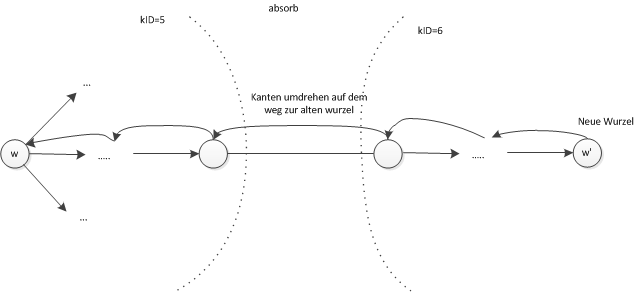 absorb
kID=5
kID=6
...
Kanten umdrehen auf dem
weg zur alten wurzel
Neue Wurzel
w
.....
.....
w'
...